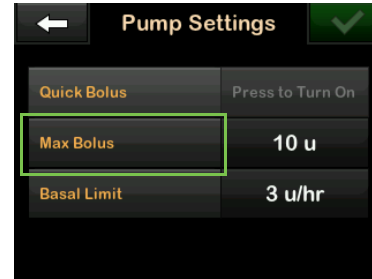 Pump Settings
Quick Bolus Press to Turn On
Max Bolus 10 u
Basal Limit 3 u/hr